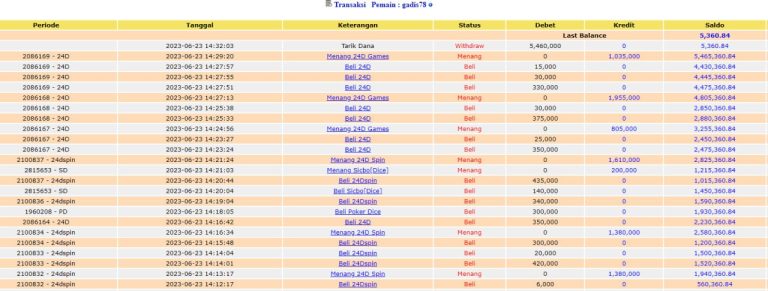 Transaksi Pemain : gadis78
Periode Tanggal Keterangan Status Debet Kredit Saldo
Last Balance 5,360.84
2023-06-23 14:32:03 Tarik Dana Withdraw 5,460,000 0 5,360.84
2086169 - 24D 2023-06-23 14:29:20 Menang 24D Games Menang 0 1,035,000 5,465,360.84
2086169 - 24D 2023-06-23 14:27:57 Beli 24D Beli 15,000 0 4,430,360.84
2086169 - 24D 2023-06-23 14:27:55 Beli 24D Beli 30,000 0 4,445,360.84
2086169 - 24D 2023-06-23 14:27:51 Beli 24D Beli 330,000 0 4,475,360.84
2086168 - 24D 2023-06-23 14:27:13 Menang 24D Games Menang 0 1,955,000 4,805,360.84
2086168 - 24D 2023-06-23 14:25:38 Beli 24D Beli 30,000 0 2,850,360.84
2086168 - 24D 2023-06-23 14:25:33 Beli 24D Beli 375,000 0 2,880,360.84
2086167 - 24D 2023-06-23 14:24:56 Menang 24D Games Menang 0 805,000 3,255,360.84
2086167 - 24D 2023-06-23 14:23:27 Beli 24D Beli 25,000 0 2,450,360.84
2086167 - 24D 2023-06-23 14:23:24 Beli 24D Beli 350,000 0 2,475,360.84
2100837 - 24dspin 2023-06-23 14:21:24 Menang 24D Spin Menang 0 1,610,000 2,825,360.84
2815653 - SD 2023-06-23 14:21:03 Menang Sicbo[Dice] Menang 0 200,000 1,215,360.84
2100837 - 24dspin 2023-06-23 14:20:44 Beli 24Dspin Beli 435,000 0 1,015,360.84
2815653 - SD 2023-06-23 14:20:04 Beli Sicbo[Dice] Beli 140,000 0 1,450,360.84
2100836 - 24dspin 2023-06-23 14:19:04 Beli 24Dspin Beli 340,000 0 1,590,360.84
1960208 - PD 2023-06-23 14:18:05 Beli Poker Dice Beli 300,000 0 1,930,360.84
2086164 - 24D 2023-06-23 14:16:42 Beli 24D Beli 350,000 0 2,230,360.84
2100834 - 24dspin 2023-06-23 14:16:34 Menang 24D Spin Menang 0 1,380,000 2,580,360.84
2100834 - 24dspin 2023-06-23 14:15:48 Beli 24Dspin Beli 300,000 0 1,200,360.84
2100833 - 24dspin 2023-06-23 14:14:04 Beli 24Dspin Beli 20,000 0 1,500,360.84
2100833 - 24dspin 2023-06-23 14:14:01 Beli 24Dspin Beli 420,000 0 1,520,360.84
2100832 - 24dspin 2023-06-23 14:13:17 Menang 24D Spin Menang 0 1,380,000 1,940,360.84
2100832 - 24dspin 2023-06-23 14:12:17 Beli 24Dspin Beli 6,000 0 560,360.84